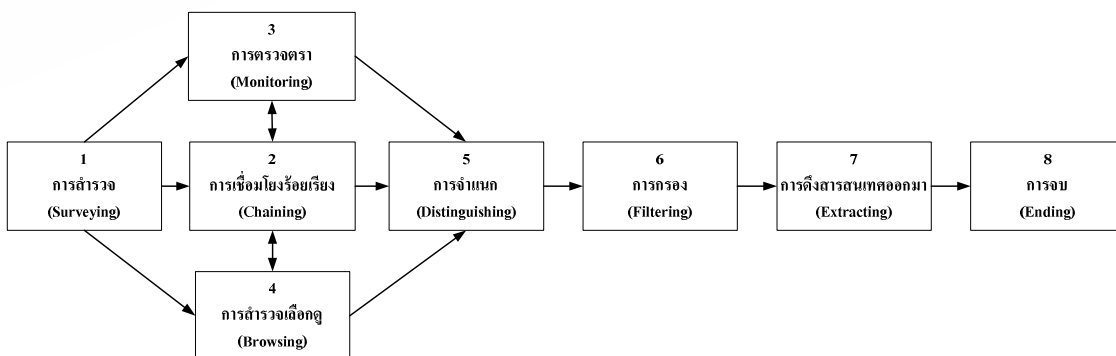 3
การตรวจตรา
(Monitoring)
1
การสำรวจ
(Surveying)
2
การเชื่อมโยงร้อยเรียง
(Chaining)
5
การจำแนก
(Distinguishing)
6
การกรอง
(Filtering)
7
การดึงสารสนเทศออกมา
(Extracting)
8
การจบ
(Ending)
4
การสำรวจเลือกดู
(Browsing)